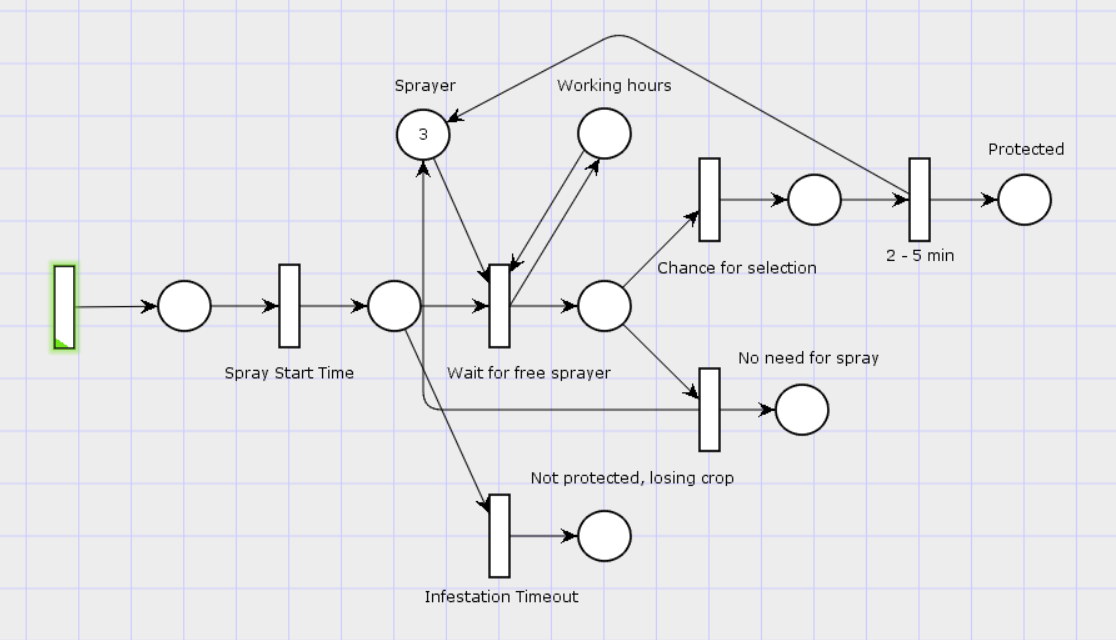 Sprayer
Working hours
3
Protected
2 - 5 min
Chance for selection
No need for spray
Spray Start Time
Wait for free sprayer
Not protected, losing crop
Infestation Timeout